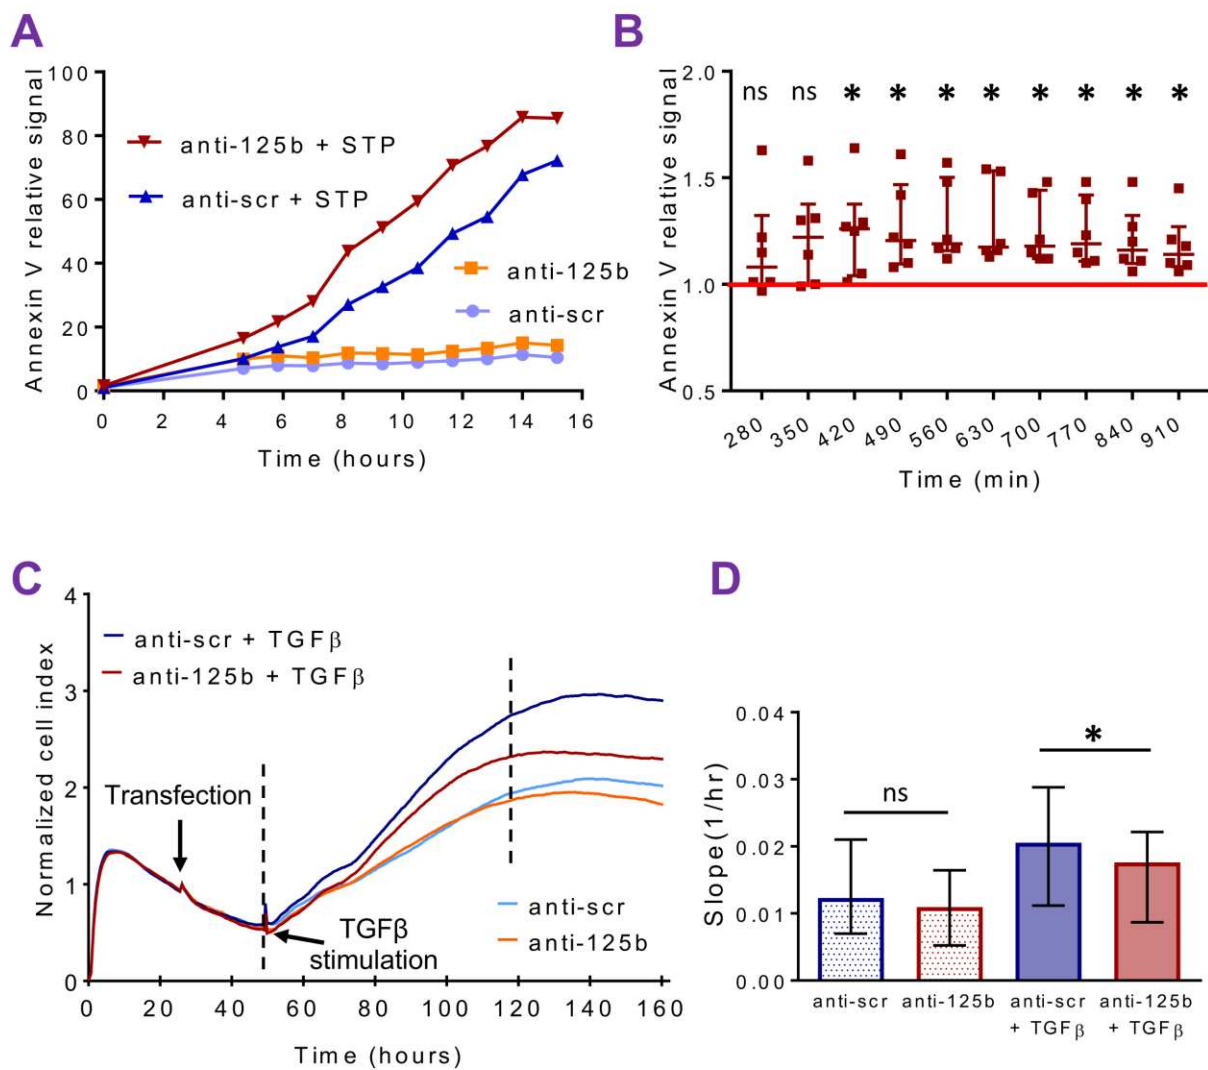 A
Annexin V relative signal
100
80
60
40
20
0
anti-125b + STP
anti-scr + STP
anti-125b
anti-scr
0 2 4 6 8 10 12 14 16
Time (hours)
B
Annexin V relative signal
2.0
1.5
1.0
0.5
ns ns * * * * * * * *
280 350 420 490 560 630 700 770 840 910
Time (min)
C
Normalized cell index
4
3
2
1
0
anti-scr + TGFβ
anti-125b + TGFβ
Transfection
TGFβ
stimulation
anti-scr
anti-125b
0 20 40 60 80 100 120 140 160
Time (hours)
D
Slope(1/hr)
0.04
0.03
0.02
0.01
0.00
ns
*
anti-scr anti-125b anti-scr anti-125b
+ TGFβ + TGFβ